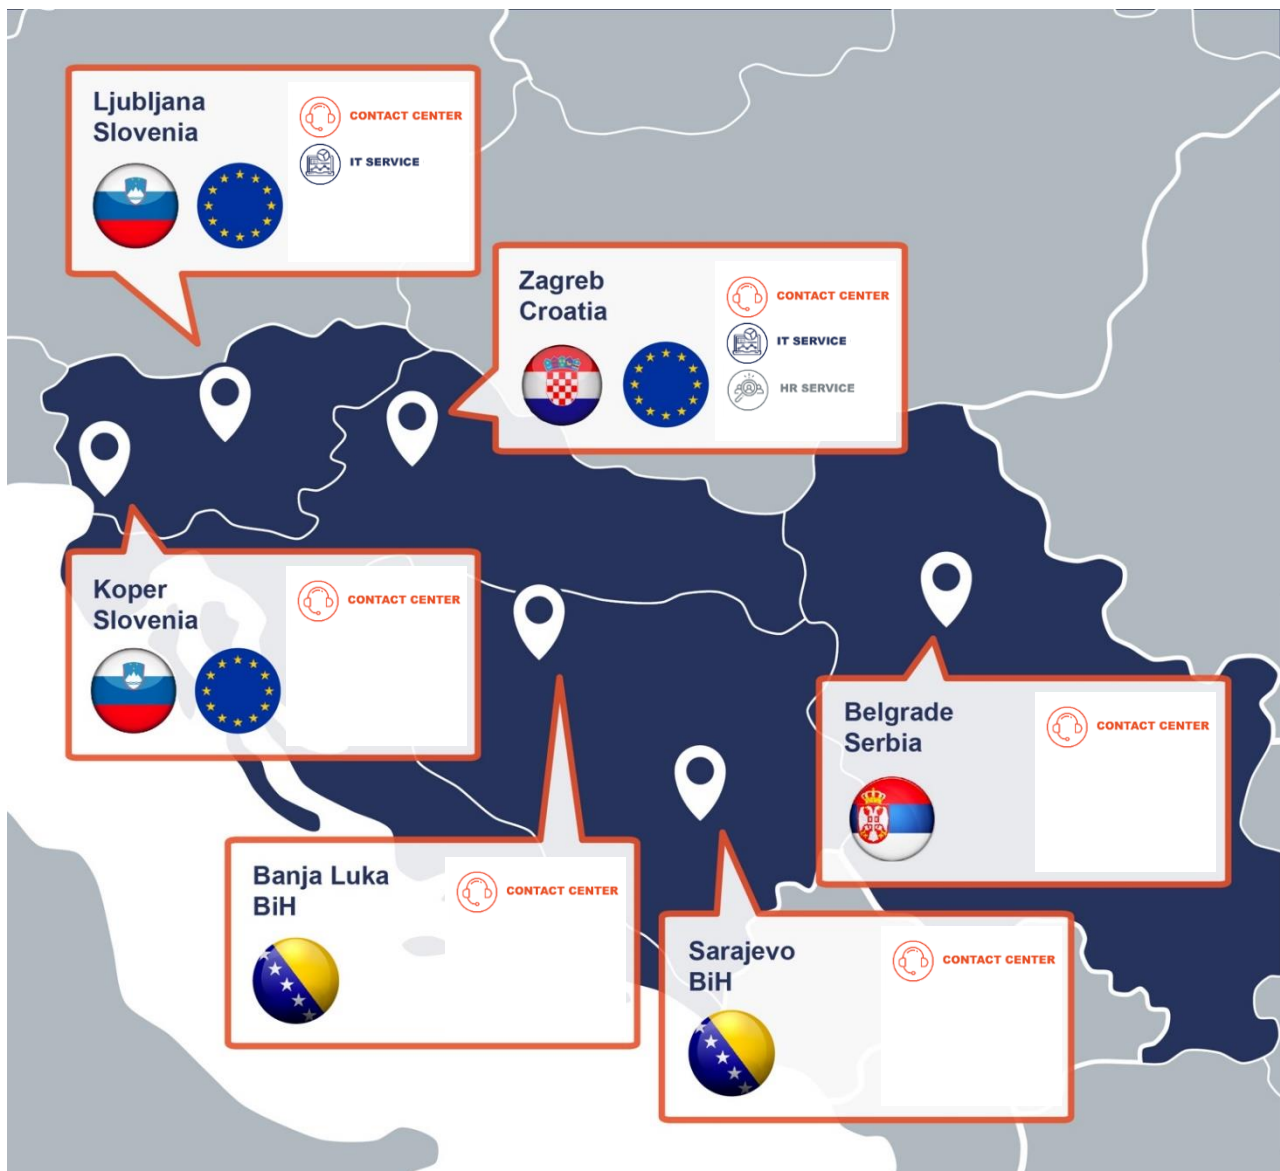 Ljubljana
Slovenia
CONTACT CENTER
IT SERVICE
Zagreb
Croatia
CONTACT CENTER
IT SERVICE
HR SERVICE
Koper
Slovenia
CONTACT CENTER
Belgrade
Serbia
CONTACT CENTER
Banja Luka
BiH
CONTACT CENTER
Sarajevo
BiH
CONTACT CENTER